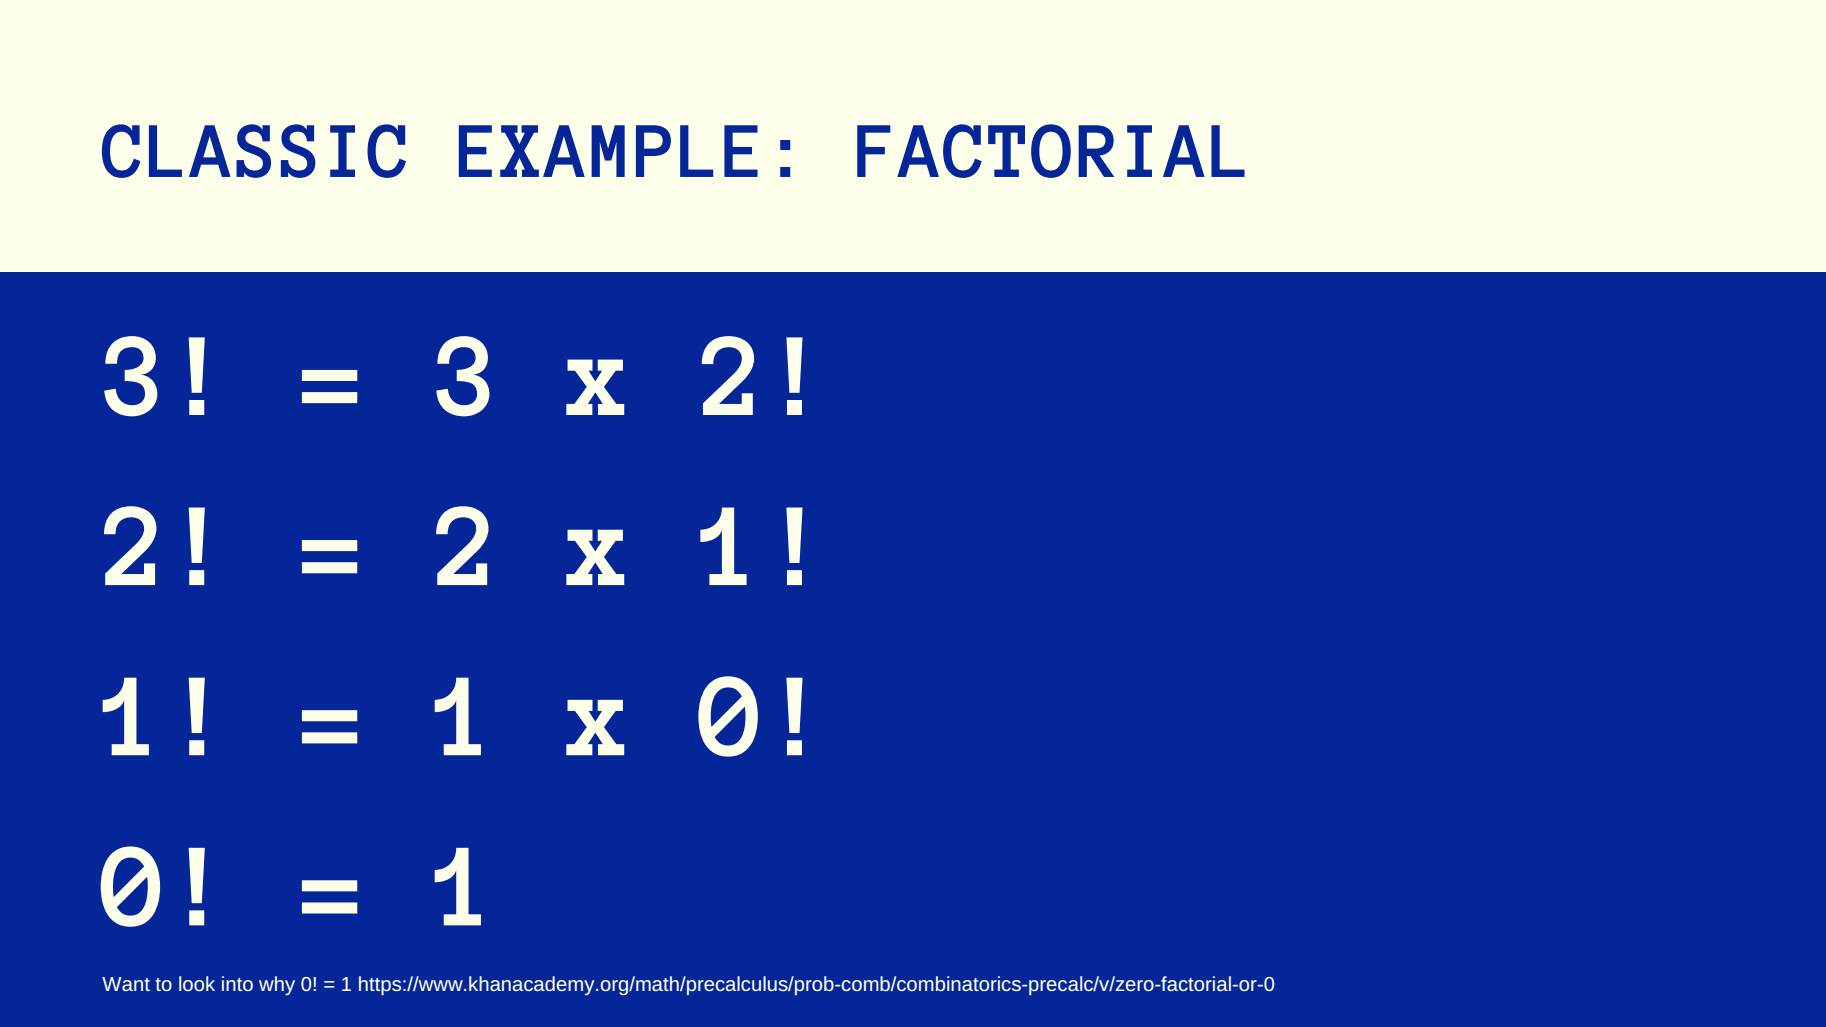 CLASSIC EXAMPLE: FACTORIAL
3! = 3 x 2!
2! = 2 x 1!
1! = 1 x 0!
0! = 1
Want to look into why 0! = 1 https://www.khanacademy.org/math/precalculus/prob-comb/combinatorics-precalc/v/zero-factorial-or-0